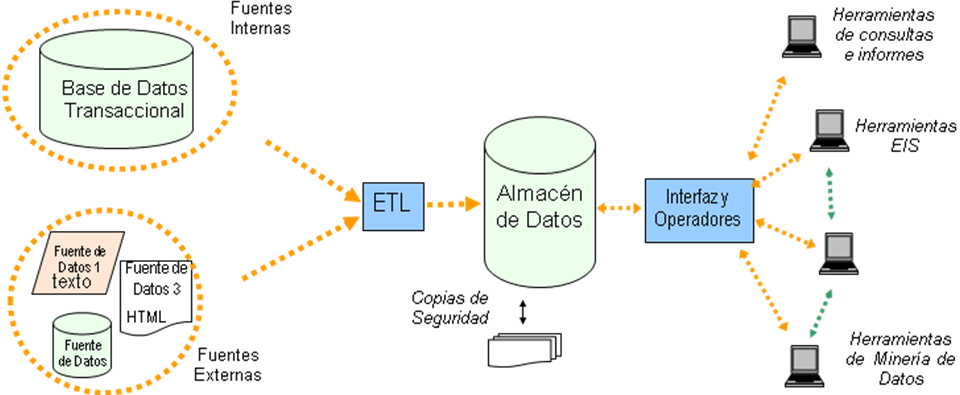 Fuentes
Internas
Base de Datos
Transaccional
Fuente de
Datos 1
texto
Fuente de
Datos 3
HTML
Fuente
de Datos
Fuentes
Externas
ETL
Almacén
de Datos
Copias de
Seguridad
Interfaz y
Operadores
Herramientas
de consultas
e informes
Herramientas
EIS
Herramientas
de Minería de
Datos